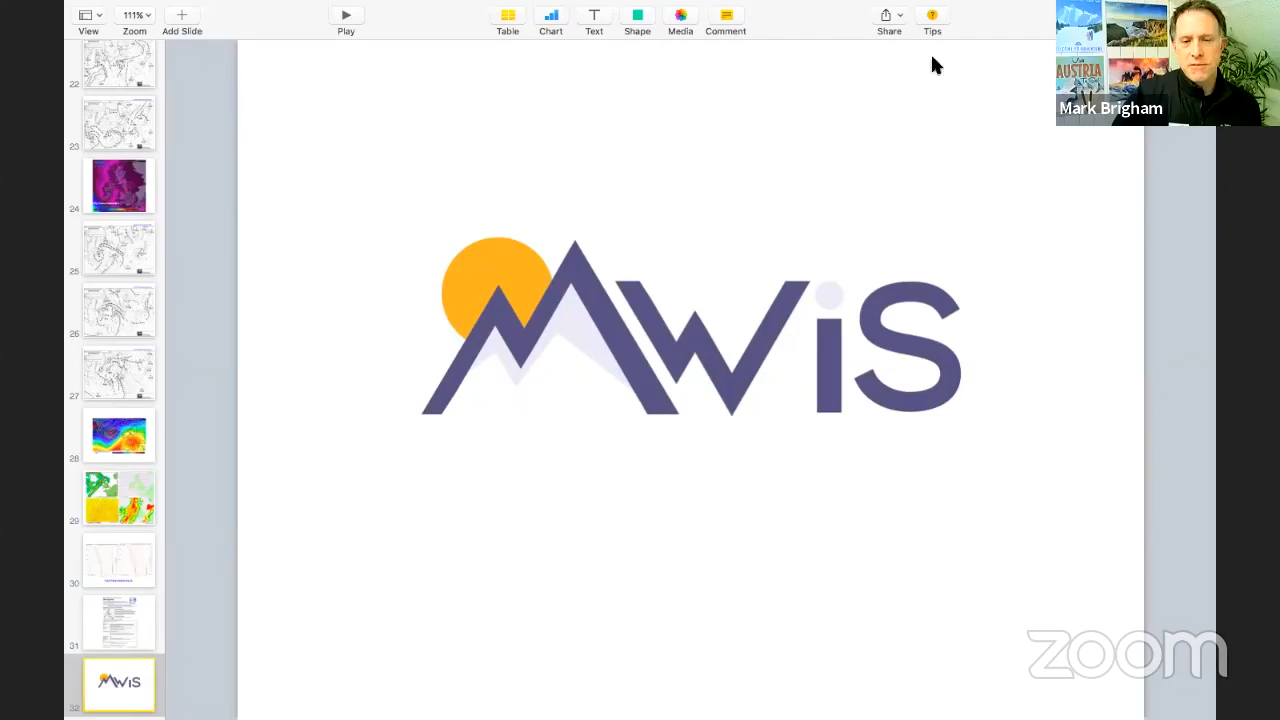 View
111%
Zoom
Add Slide
Play
Table
Chart
Text
Shape
Media
Comment
Share
Tips
AUSTRIA
Mark Brigham
22
23
24
25
26
27
28
29
30
31
32
MWiS
MWiS
zoom